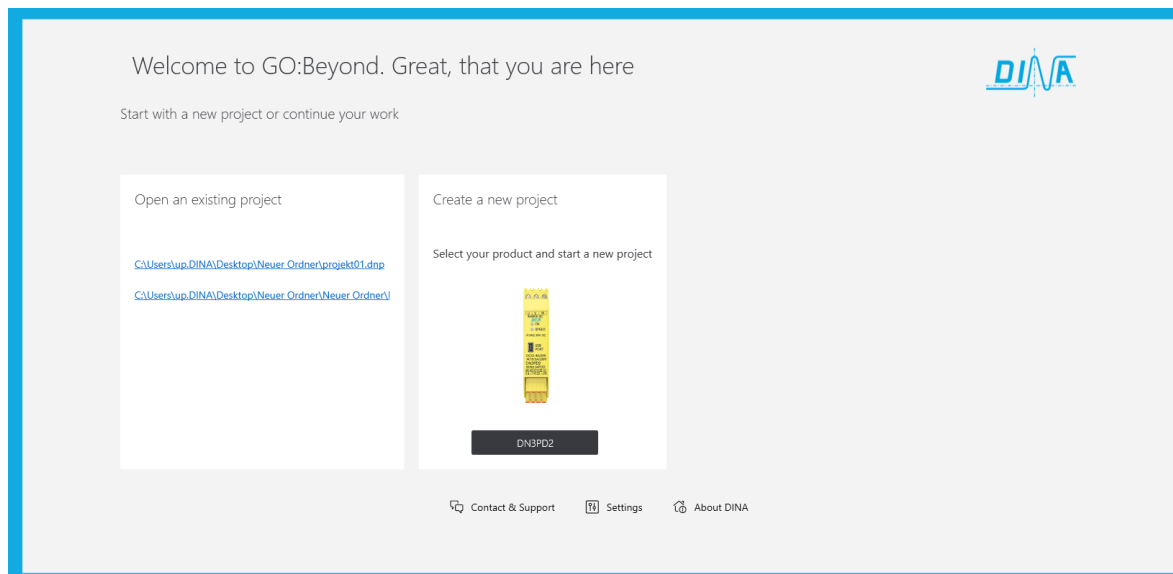 Welcome to GO:Beyond. Great, that you are here
DINA
Start with a new project or continue your work
Open an existing project
C:\Users\up.DINA\Desktop\Neuer Ordner\projekt01.dnp
C:\Users\up.DINA\Desktop\Neuer Ordner\Neuer Ordner\
Create a new project
Select your product and start a new project
DN3PD2
Contact & Support
Settings
About DINA